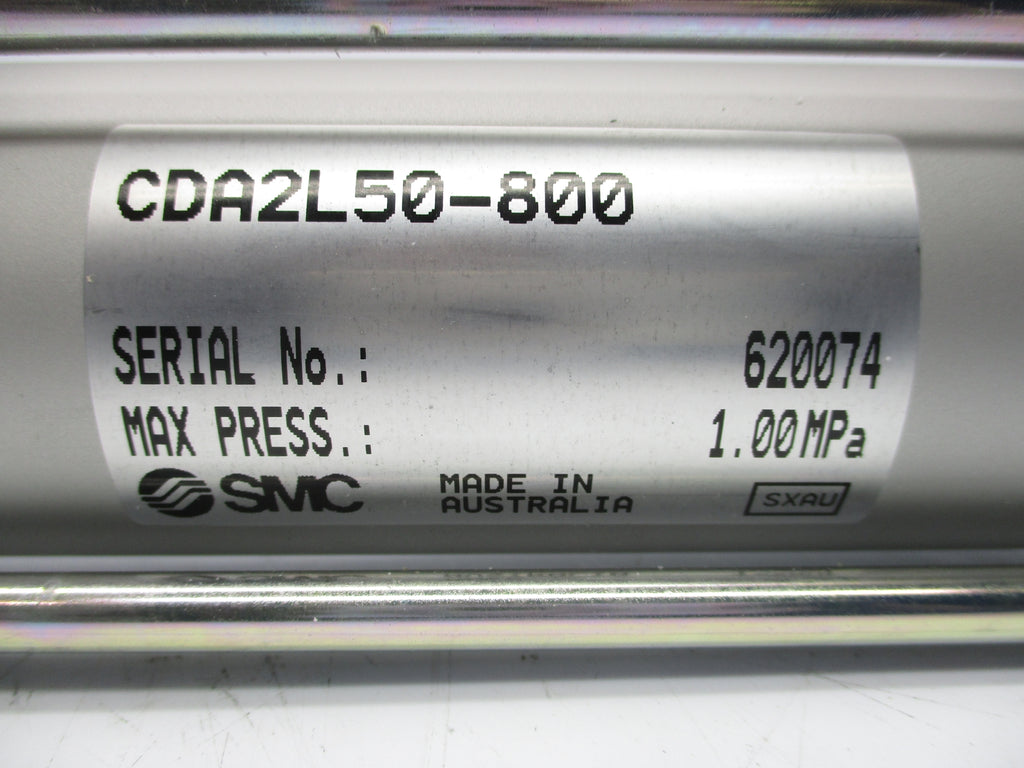 CDA2L50-800
SERIAL No.: 620074
MAX PRESS.: 1.00MPa
SMC MADE IN AUSTRALIA SXAU